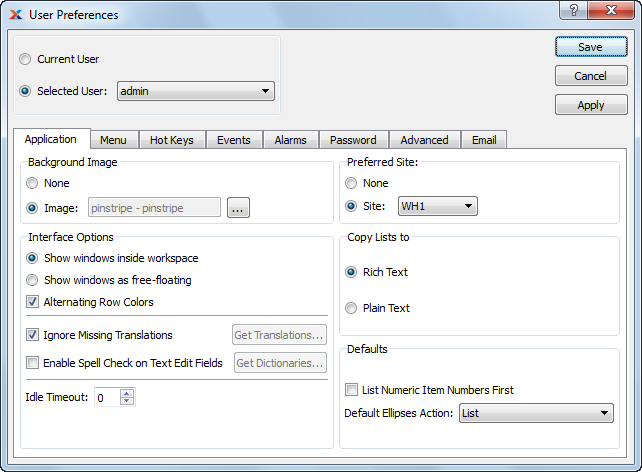 User Preferences
Current User
Selected User: admin
Save
Cancel
Apply
Application Menu Hot Keys Events Alarms Password Advanced Email
Background Image
None
Image: pinstripe - pinstripe ...
Interface Options
Show windows inside workspace
Show windows as free-floating
Alternating Row Colors
Ignore Missing Translations Get Translations...
Enable Spell Check on Text Edit Fields Get Dictionaries...
Idle Timeout: 0
Preferred Site:
None
Site: WH1
Copy Lists to
Rich Text
Plain Text
Defaults
List Numeric Item Numbers First
Default Ellipses Action: List